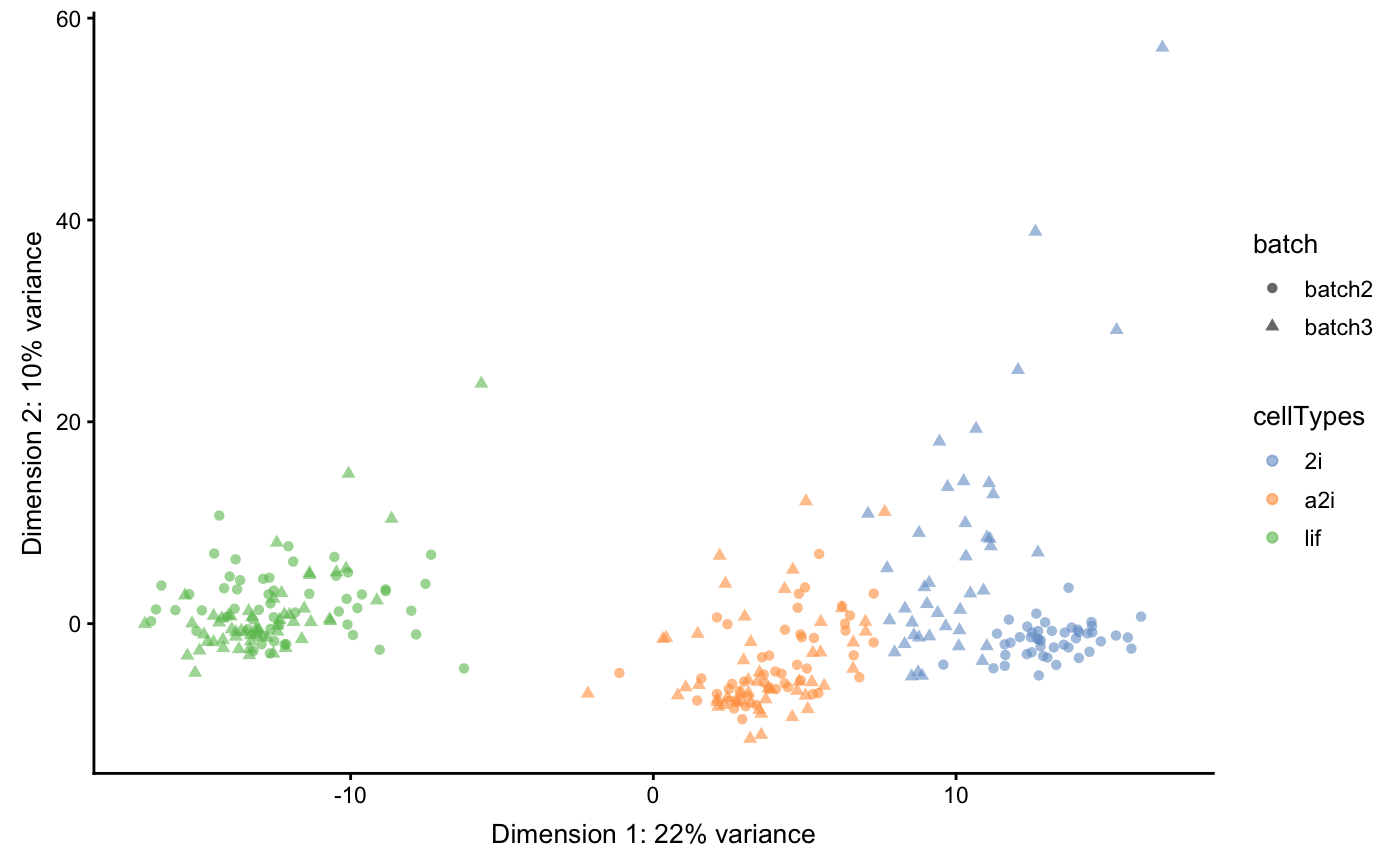 60
40
20
0
-10
0
10
Dimension 2: 10% variance
Dimension 1: 22% variance
batch
batch2
batch3
cellTypes
2i
a2i
lif